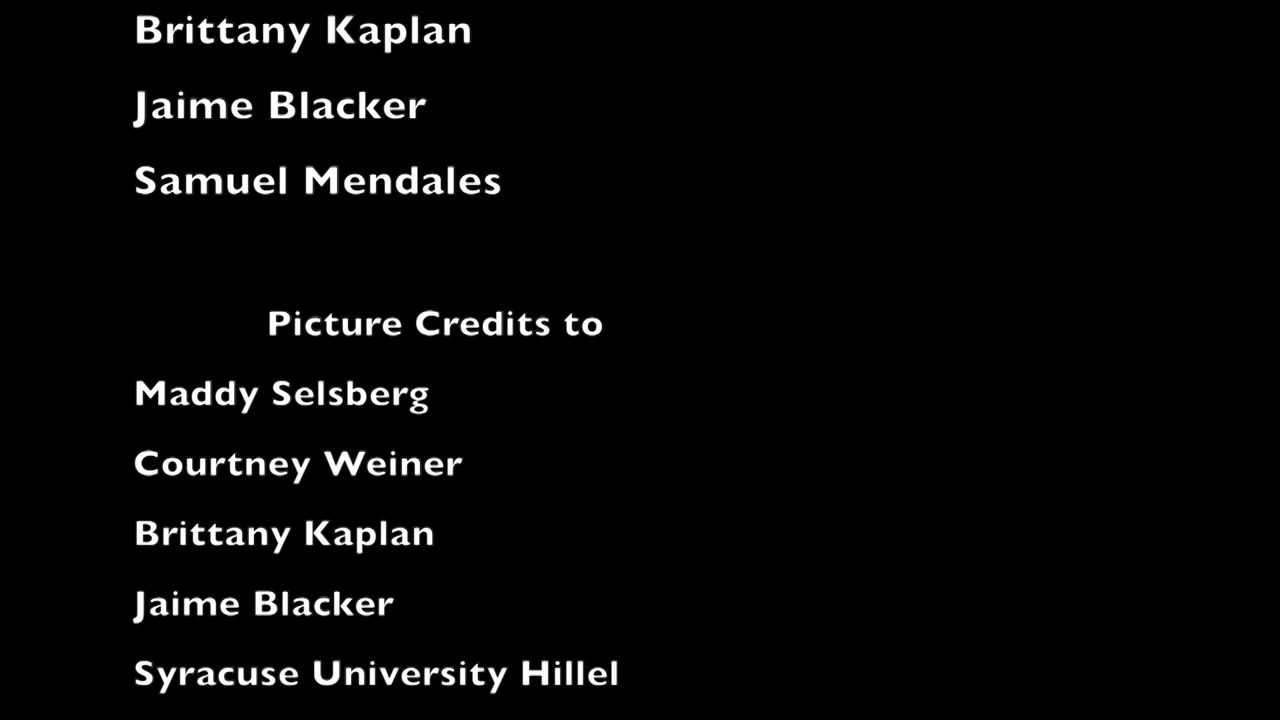 Brittany Kaplan
Jaime Blacker
Samuel Mendales
Picture Credits to
Maddy Selsberg
Courtney Weiner
Brittany Kaplan
Jaime Blacker
Syracuse University Hillel